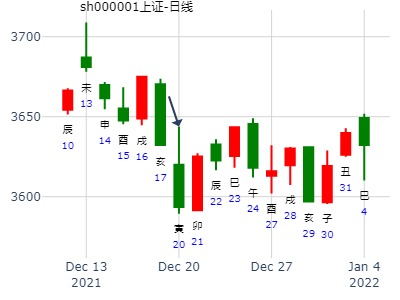 sh000001上证-日线
3700
3650
3600
辰
10
未
13
申
14
酉
15
戌
16
亥
17
寅
20
卯
21
辰
22
巳
23
午
24
酉
27
戌
28
亥
29
子
30
丑
31
巳
4
Dec 13
2021
Dec 20
Dec 27
Jan 4
2022